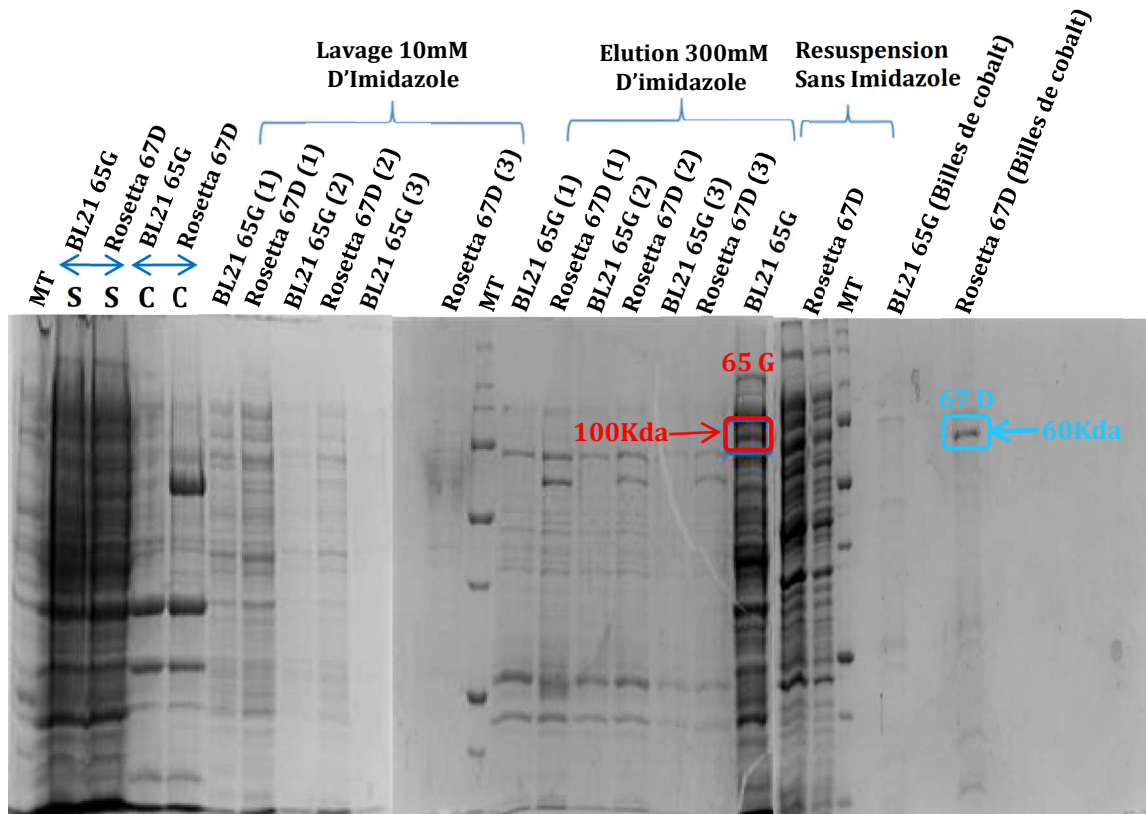 Lavage 10mM
D'Imidazole
Elution 300mM
D'imidazole
Resuspension
Sans Imidazole
MT
BL21 65G
Rosetta 67D
BL21 65G
Rosetta 67D
S
S
C
C
BL21 65G (1)
Rosetta 67D (1)
BL21 65G (2)
Rosetta 67D (2)
BL21 65G (3)
Rosetta 67D (3)
MT
BL21 65G (1)
Rosetta 67D (1)
BL21 65G (2)
Rosetta 67D (2)
BL21 65G (3)
Rosetta 67D (3)
BL21 65G
Rosetta 67D
MT
BL21 65G (Billes de cobalt)
Rosetta 67D (Billes de cobalt)
65 G
100Kda
67 D
60Kda